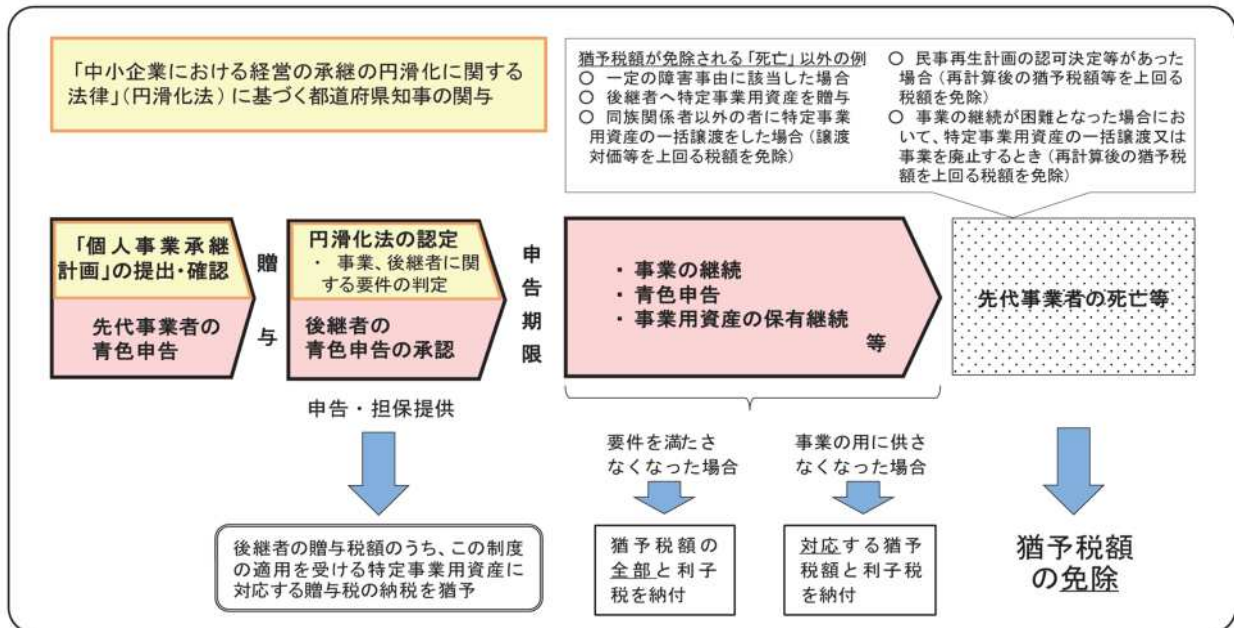 「中小企業における経営の承継の円滑化に関する
法律」(円滑化法)に基づく都道府県知事の関与
猶予税額が免除される「死亡」以外の例
○ 一定の障害事由に該当した場合
○ 後継者へ特定事業用資産を贈与
○ 同族関係者以外の者に特定事業
用資産の一括譲渡をした場合(譲渡
対価等を上回る税額を免除)
○ 民事再生計画の認可決定等があった
場合(再計算後の猶予税額等を上回る
税額を免除)
○ 事業の継続が困難となった場合にお
いて、特定事業用資産の一括譲渡又は
事業を廃止するとき(再計算後の猶予税
額を上回る税額を免除)
「個人事業承継
計画」の提出・確認
先代事業者の
青色申告
贈与
円滑化法の認定
・ 事業、後継者に関
する要件の判定
後継者の
青色申告の承認
申告期限
・ 事業の継続
・ 青色申告
・ 事業用資産の保有継続
等
先代事業者の死亡等
申告・担保提供
要件を満たさ
なくなった場合
事業の用に供さ
なくなった場合
後継者の贈与税額のうち、この制度
の適用を受ける特定事業用資産に
対応する贈与税の納税を猶予
猶予税額の
全部と利子
税を納付
対応する猶予
税額と利子税
を納付
猶予税額
の免除